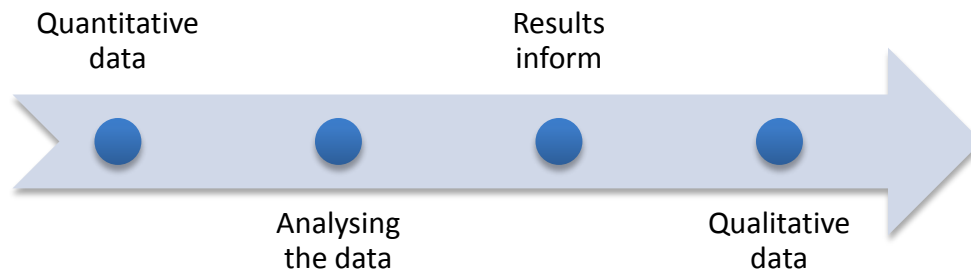 Quantitative
data
Analysing
the data
Results
inform
Qualitative
data